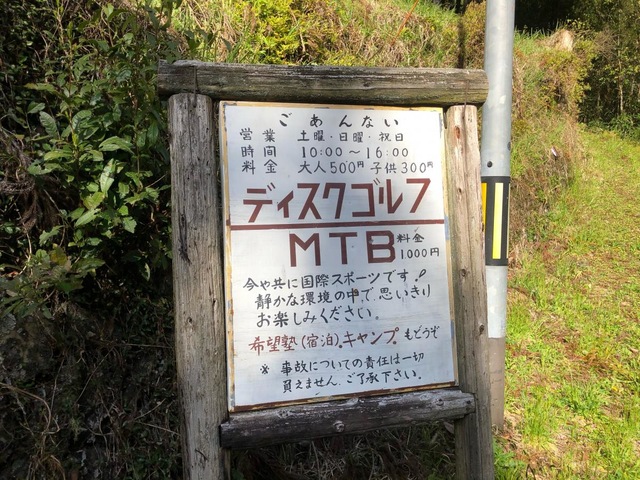 ごあんない
営業 土曜・日曜・祝日
時間 10:00〜16:00
料金 大人500円 子供300円
ディスクゴルフ
MTB 料金 1.000円
今や共に国際スポーツです!
静かな環境の中で思いきり
お楽しみください。
希望塾(宿泊).キャンプもどうぞ
※ 事故についての責任は一切
負えません.ご了承下さい。